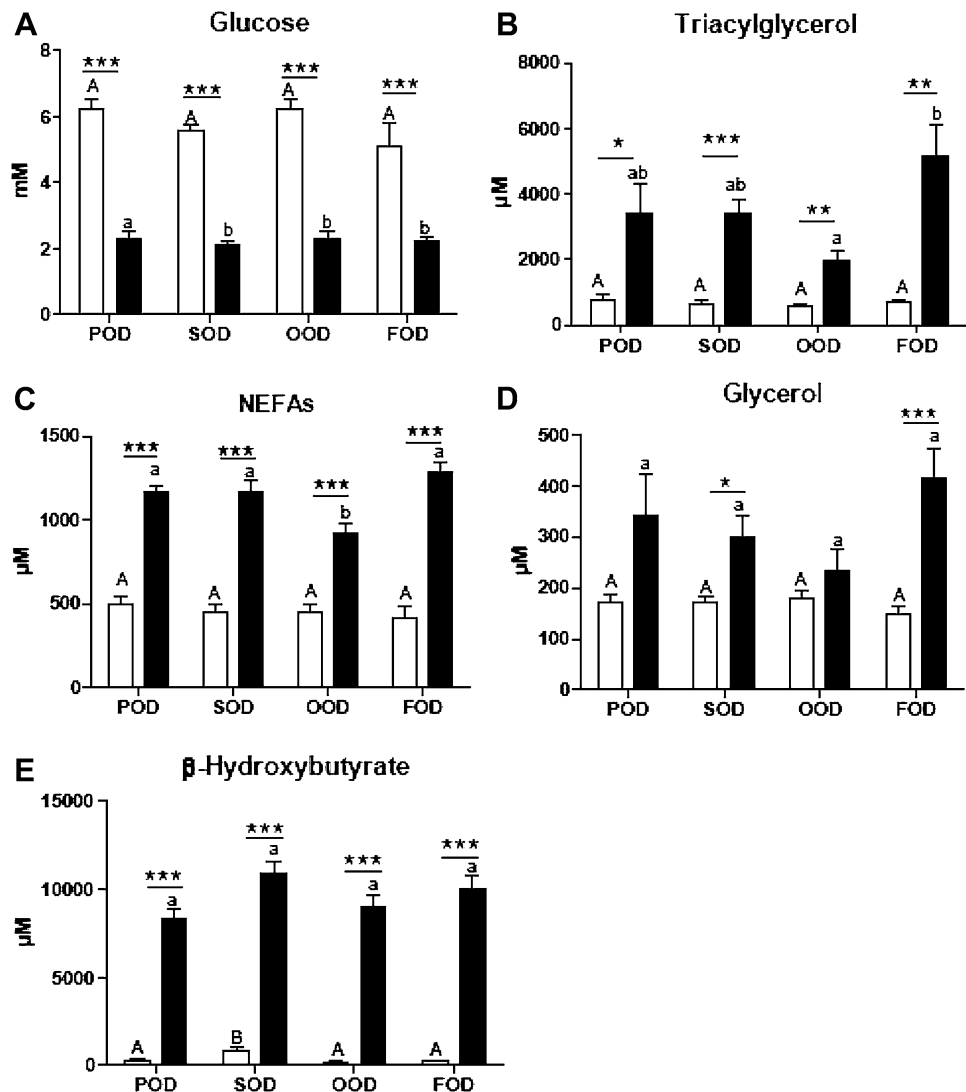 A
Glucose
8
6
4
2
0
mM
***
***
***
***
A
A
A
A
a
b
b
b
POD
SOD
OOD
FOD
B
Triacylglycerol
8000
6000
4000
2000
0
µM
*
***
**
**
A
ab
A
ab
A
a
A
b
POD
SOD
OOD
FOD
C
NEFAs
1500
1000
500
0
µM
***
***
***
***
A
a
A
a
A
b
A
a
POD
SOD
OOD
FOD
D
Glycerol
500
400
300
200
100
0
µM
*
***
A
a
A
a
A
a
A
a
POD
SOD
OOD
FOD
E
β-Hydroxybutyrate
15000
10000
5000
0
µM
***
***
***
***
A
a
B
a
A
a
A
a
POD
SOD
OOD
FOD